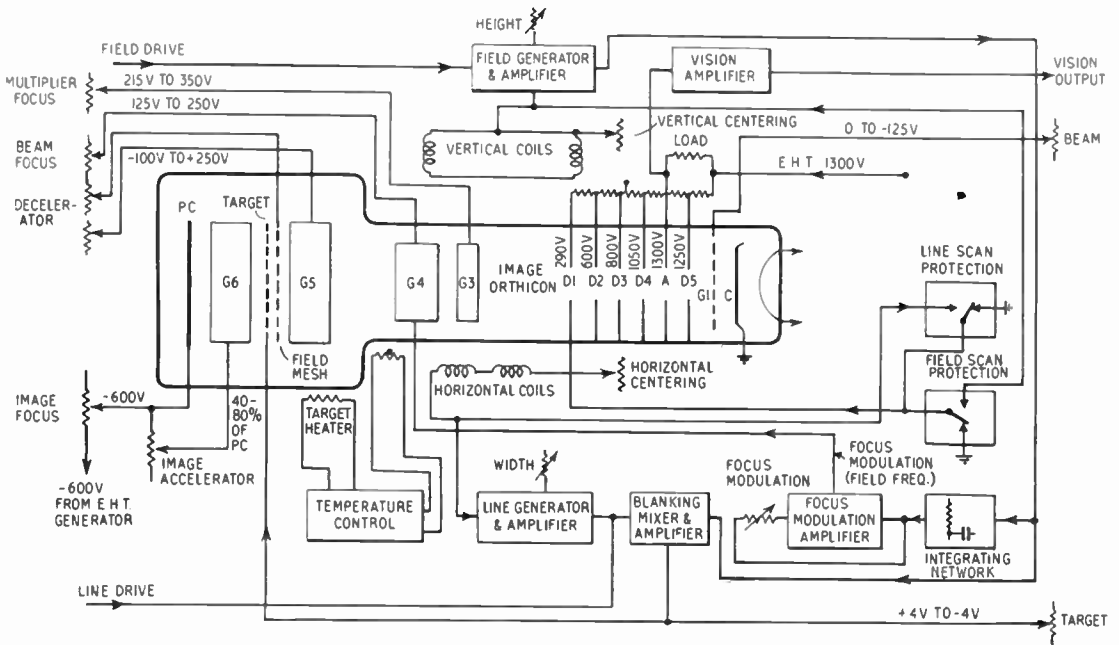 HEIGHT
FIELD DRIVE
FIELD GENERATOR
& AMPLIFIER
VISION
AMPLIFIER
VISION
OUTPUT
MULTIPLIER
FOCUS
215V TO 350V
125V TO 250V
BEAM
FOCUS
-100V TO +250V
DECELER-
ATOR
VERTICAL COILS
VERTICAL CENTERING
LOAD
0 TO -125V
BEAM
E H T 1300V
PC
TARGET
G6
G5
G4
G3
IMAGE
ORTHICON
290V
600V
800V
1050V
1300V
1250V
D1
D2
D3
D4
A
D5
G1
C
LINE SCAN
PROTECTION
FIELD
MESH
FIELD SCAN
PROTECTION
HORIZONTAL COILS
HORIZONTAL
CENTERING
IMAGE
FOCUS
-600V
40-
80%
OF
PC
IMAGE
ACCELERATOR
TARGET
HEATER
-600V
FROM E.H.T.
GENERATOR
TEMPERATURE
CONTROL
WIDTH
LINE GENERATOR
& AMPLIFIER
BLANKING
MIXER &
AMPLIFIER
FOCUS
MODULATION
FOCUS
MODULATION
(FIELD FREQ.)
FOCUS
MODULATION
AMPLIFIER
INTEGRATING
NETWORK
LINE DRIVE
+4V TO -4V
TARGET